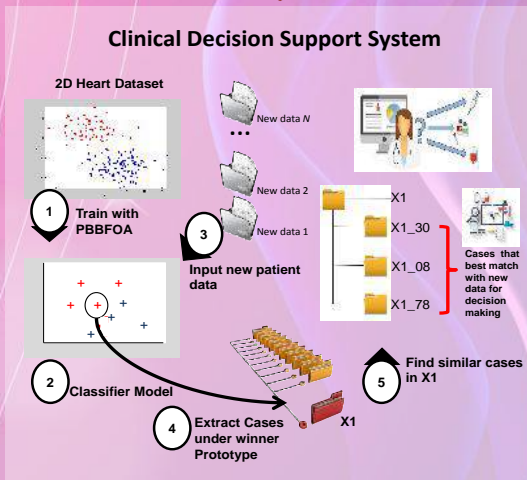 Clinical Decision Support System
2D Heart Dataset
1
Train with
PBBFOA
2
Classifier Model
New data N
...
New data 2
New data 1
3
Input new patient
data
4
Extract Cases
under winner
Prototype
X1
X1
X1_30
X1_08
X1_78
Cases that
best match
with new
data for
decision
making
5
Find similar cases
in X1